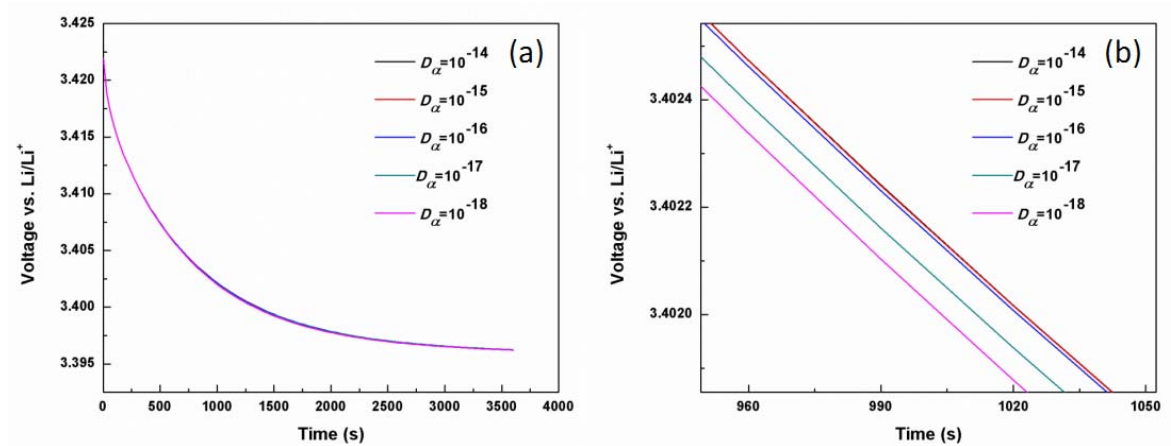 3.425
3.420
3.415
3.410
3.405
3.400
3.395
Voltage vs. Li/Li⁺
0 500 1000 1500 2000 2500 3000 3500 4000
Time (s)
(a)
Dα=10⁻¹⁴
Dα=10⁻¹⁵
Dα=10⁻¹⁶
Dα=10⁻¹⁷
Dα=10⁻¹⁸
3.4024
3.4022
3.4020
Voltage vs. Li/Li⁺
960 990 1020 1050
Time (s)
(b)
Dα=10⁻¹⁴
Dα=10⁻¹⁵
Dα=10⁻¹⁶
Dα=10⁻¹⁷
Dα=10⁻¹⁸